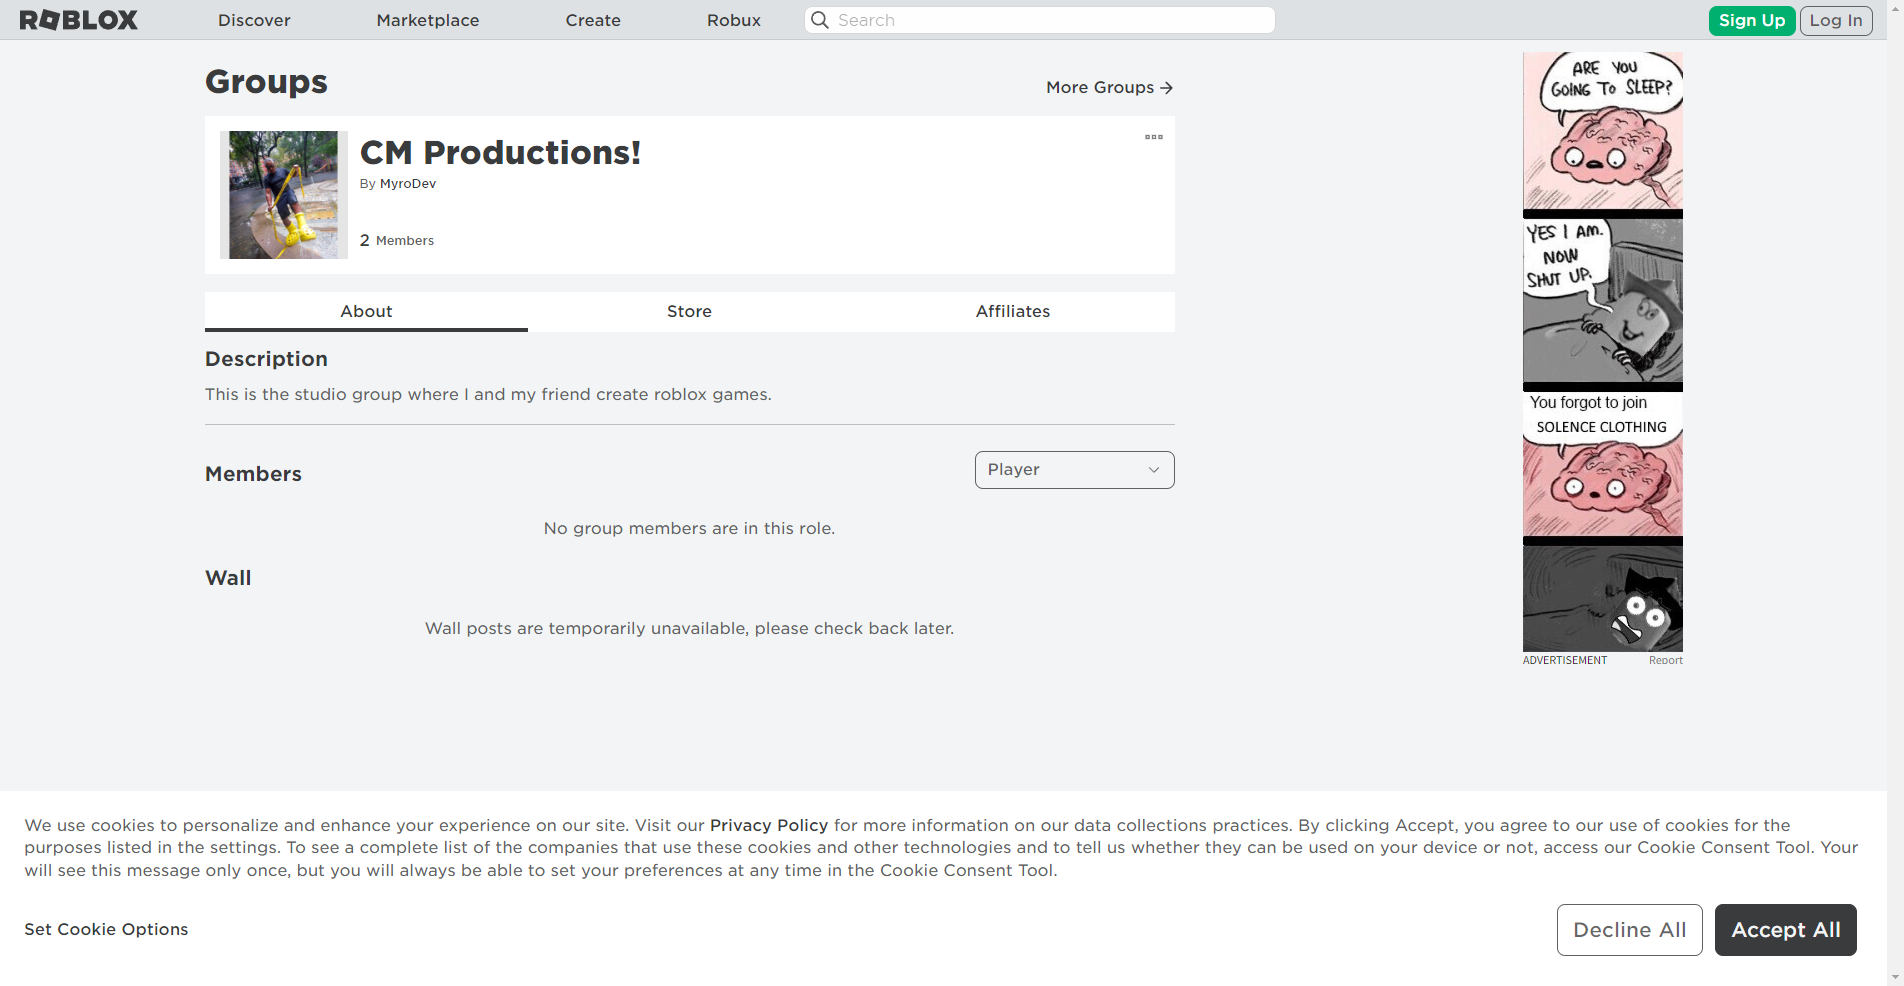 ROBLOX
Discover
Marketplace
Create
Robux
Search
Sign Up
Log In
Groups
More Groups →
CM Productions!
By MyroDev
2 Members
About
Store
Affiliates
Description
This is the studio group where I and my friend create roblox games.
Members
Player
No group members are in this role.
Wall
Wall posts are temporarily unavailable, please check back later.
ARE YOU
GOING TO SLEEP?
YES I AM.
NOW
SHUT UP.
You forgot to join
SOLENCE CLOTHING
ADVERTISEMENT
Report
We use cookies to personalize and enhance your experience on our site. Visit our Privacy Policy for more information on our data collections practices. By clicking Accept, you agree to our use of cookies for the
purposes listed in the settings. To see a complete list of the companies that use these cookies and other technologies and to tell us whether they can be used on your device or not, access our Cookie Consent Tool. Your
will see this message only once, but you will always be able to set your preferences at any time in the Cookie Consent Tool.
Set Cookie Options
Decline All
Accept All